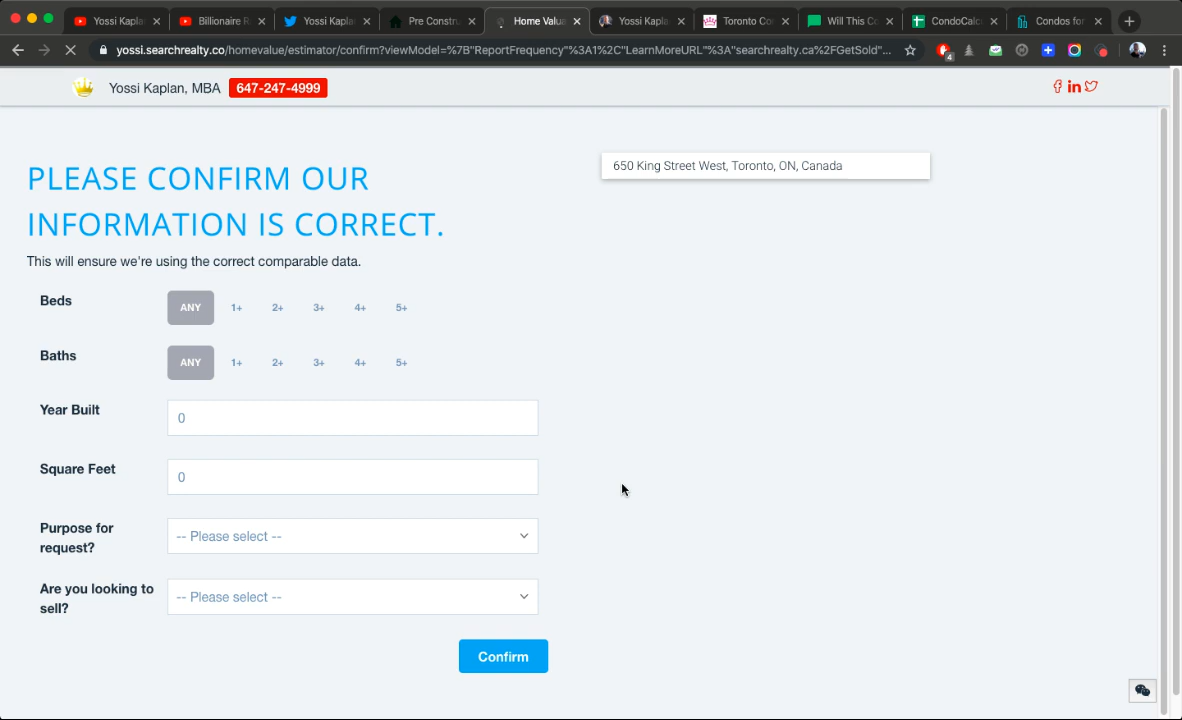 Yossi Kapla
Billionaire R
Yossi Kapla
Pre Constru
Home Valua
Yossi Kapla
Toronto Co
Will This Co
CondoCalc
Condos for
yossi.searchrealty.co/homevalue/estimator/confirm?viewModel=%7B"ReportFrequency"%3A1%2C"LearnMoreURL"%3A"searchrealty.ca%2FGetSold"...
4
Yossi Kaplan, MBA 647-247-4999
650 King Street West, Toronto, ON, Canada
PLEASE CONFIRM OUR
INFORMATION IS CORRECT.
This will ensure we're using the correct comparable data.
Beds ANY 1+ 2+ 3+ 4+ 5+
Baths ANY 1+ 2+ 3+ 4+ 5+
Year Built 0
Square Feet 0
Purpose for
request?
-- Please select --
Are you looking to
sell?
-- Please select --
Confirm